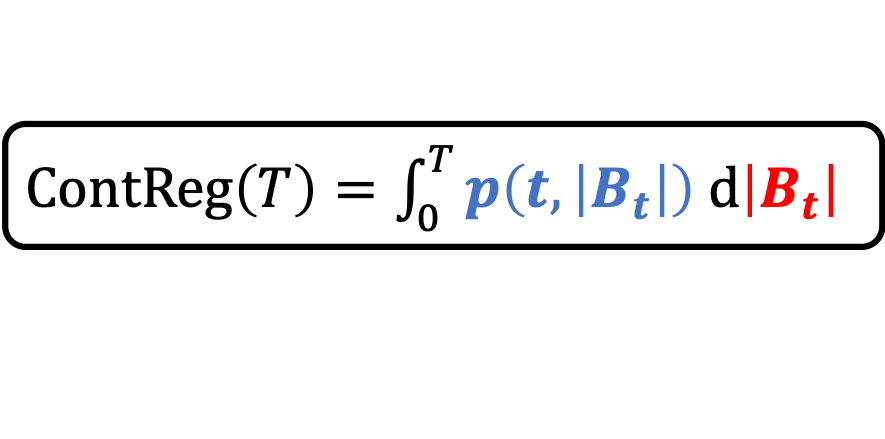 ContReg(T) = ∫₀ᵀ p(t, |Bₜ|) d|Bₜ|